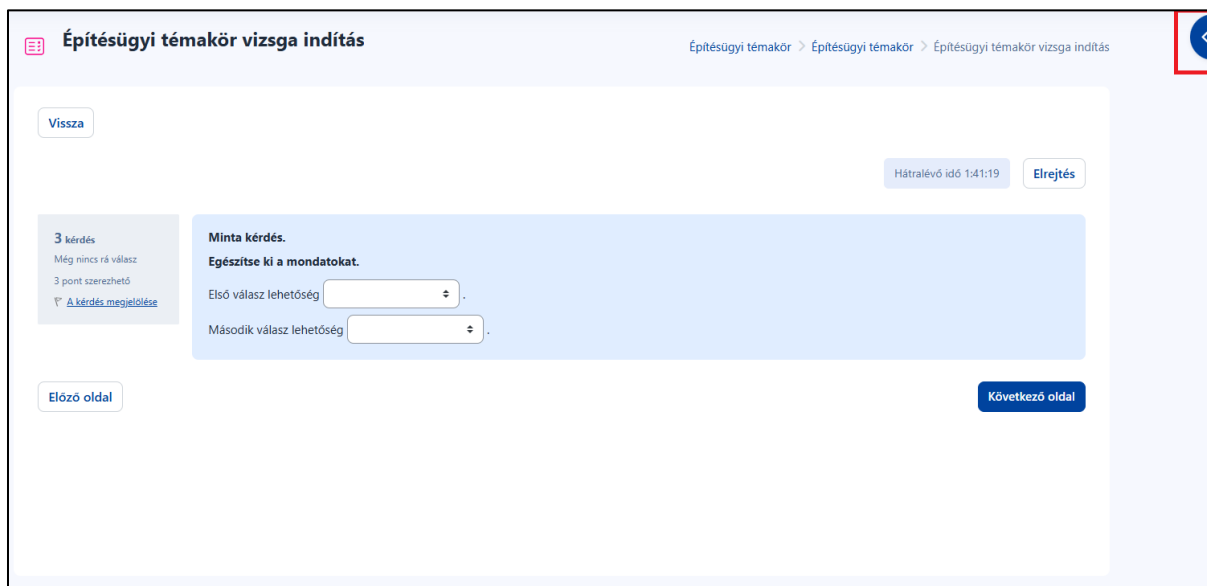 Építésügyi témakör vizsga indítás
Építésügyi témakör > Építésügyi témakör > Építésügyi témakör vizsga indítás
Vissza
Hátralévő idő 1:41:19
Elrejtés
3 kérdés
Még nincs rá válasz
3 pont szerezhető
A kérdés megjelölése
Minta kérdés.
Egészítse ki a mondatokat.
Első válasz lehetőség .
Második válasz lehetőség .
Előző oldal
Következő oldal